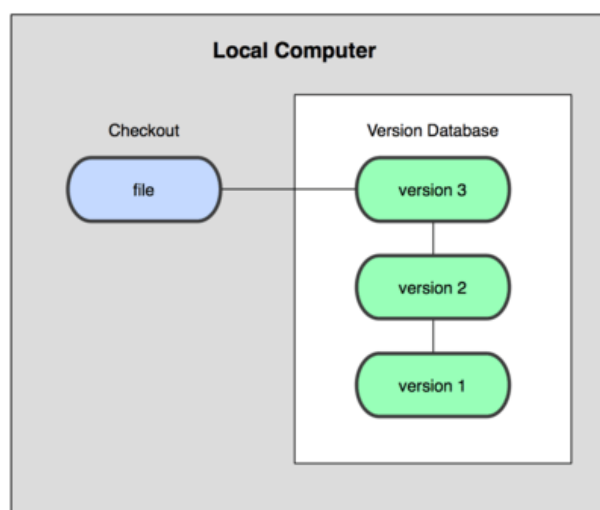 Local Computer
Checkout
Version Database
file
version 3
version 2
version 1